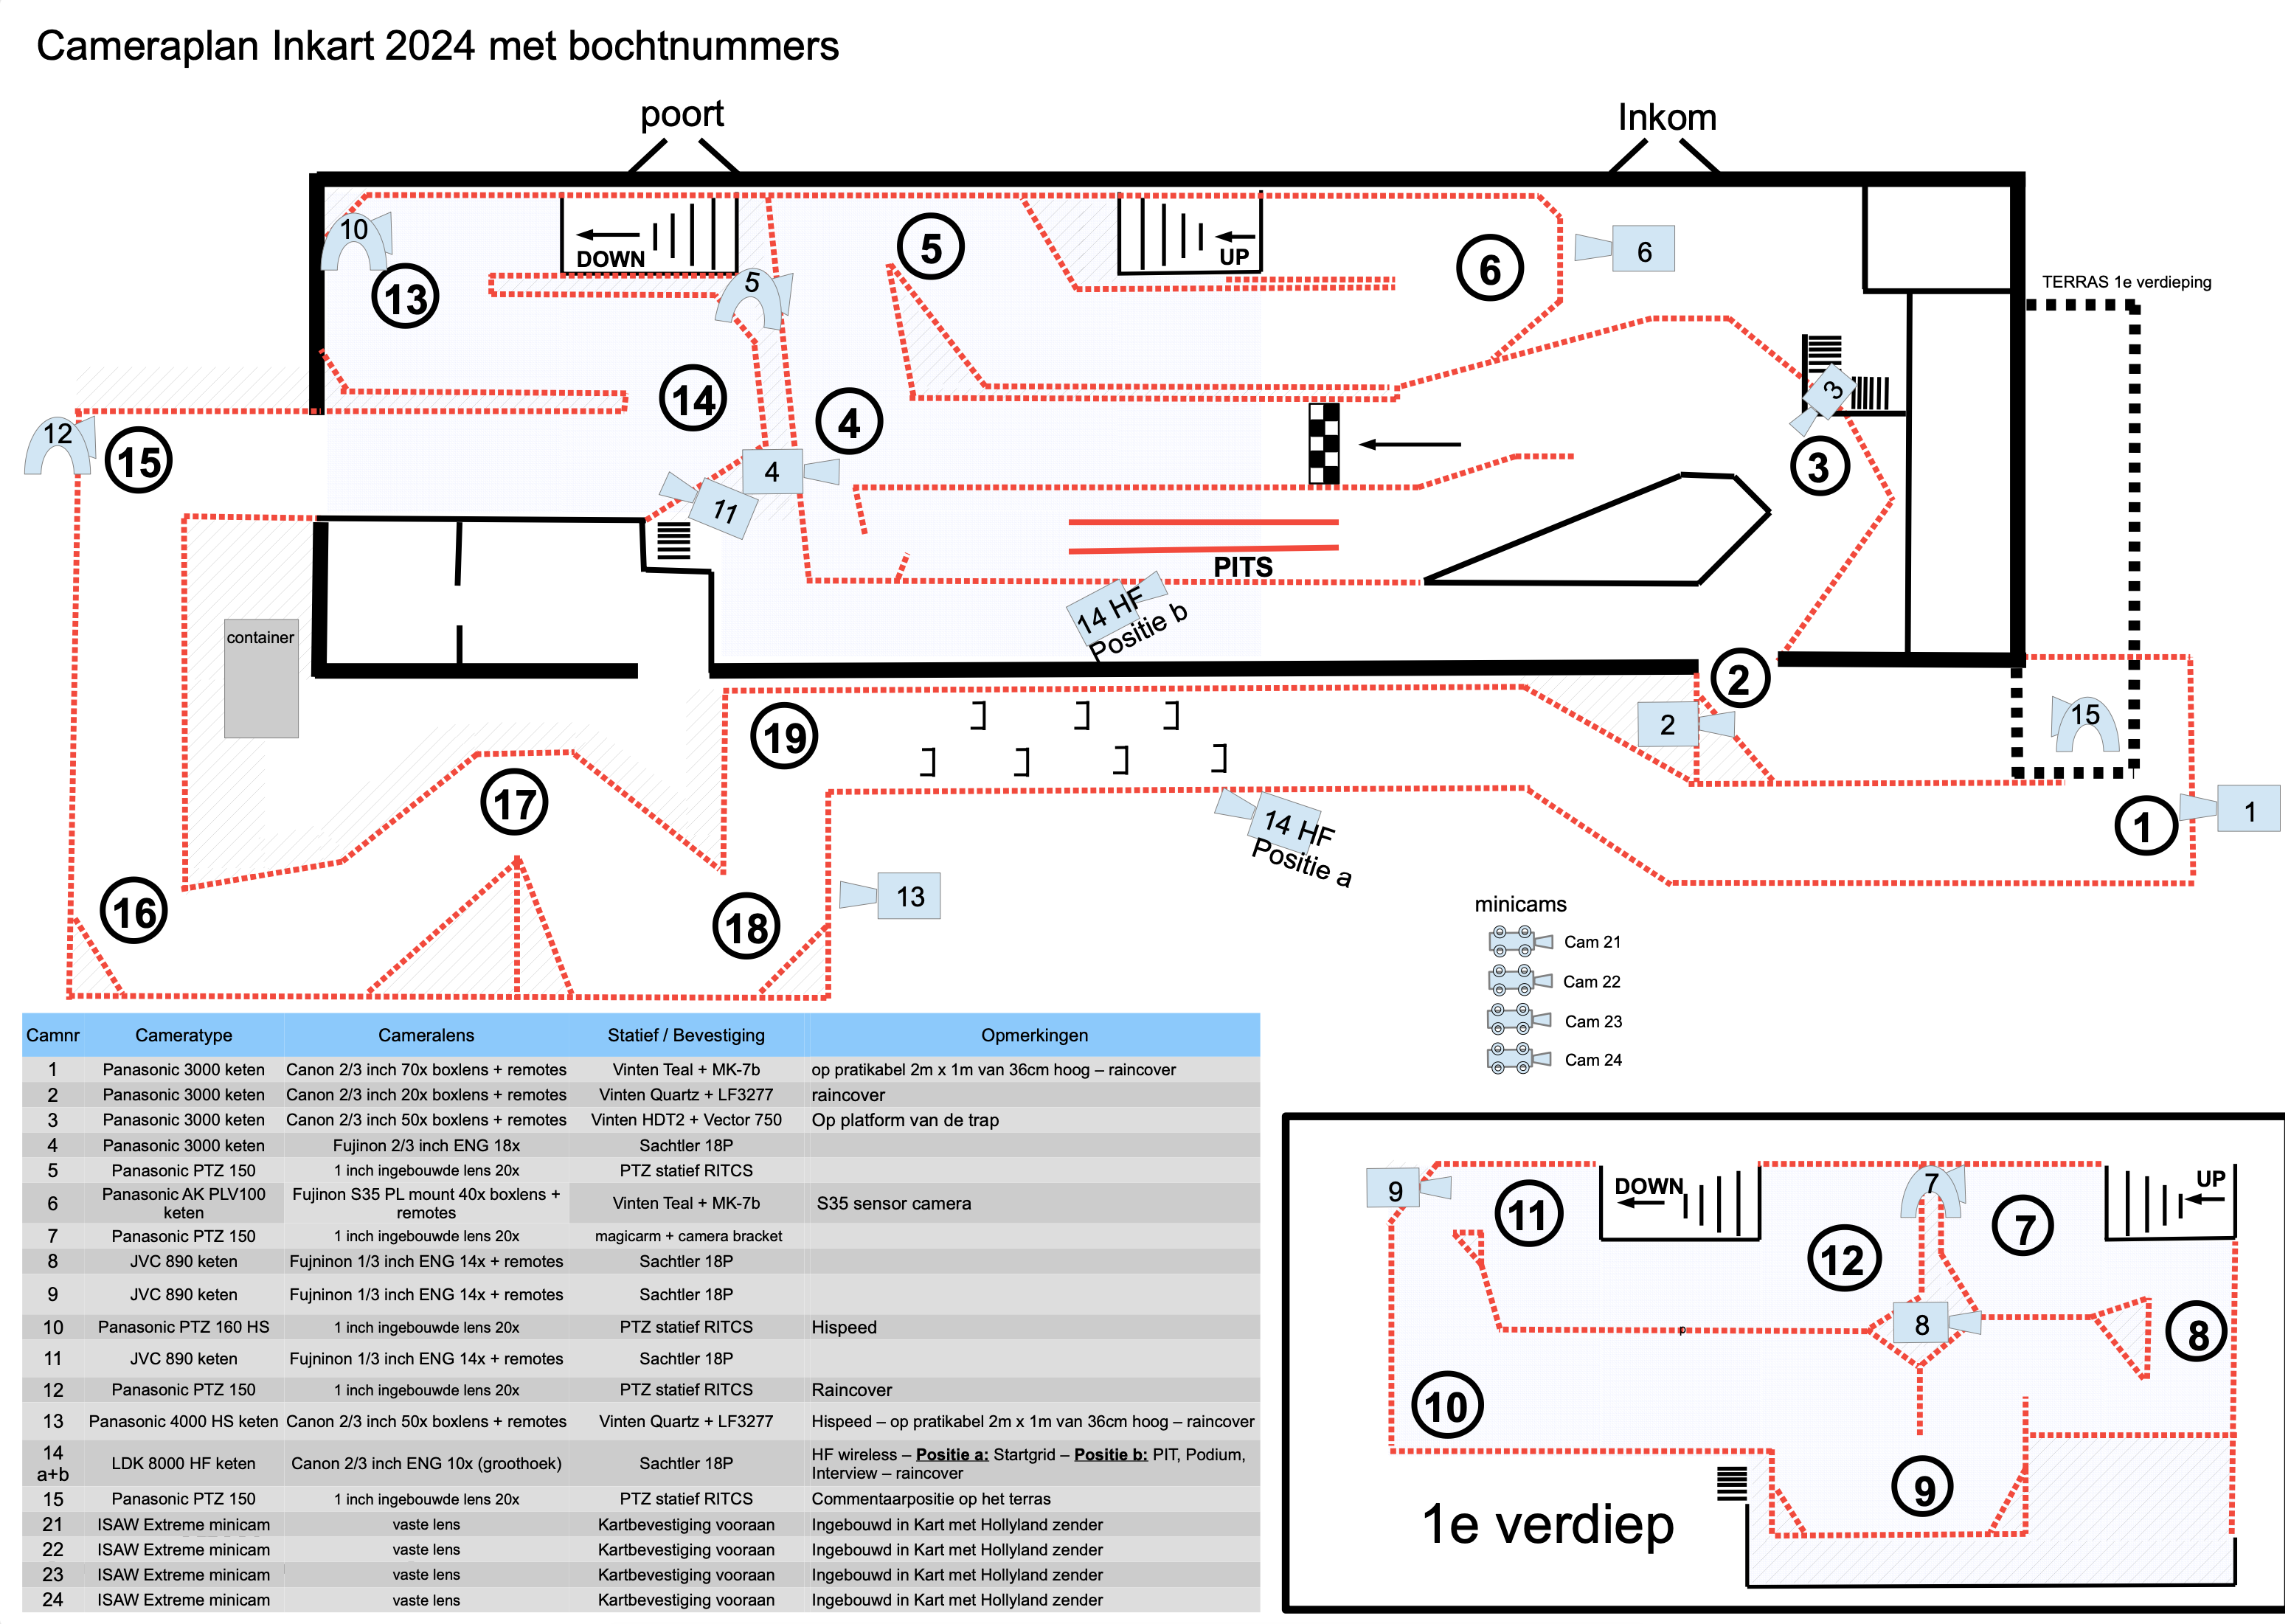 Cameraplan Inkart 2024 met bochtnummers
poort
Inkom
10
13
DOWN
5
5
UP
6
6
TERRAS 1e verdieping
12
15
14
4
4
11
3
3
PITS
14 HF
Positie b
container
2
2
19
15
17
14 HF
Positie a
1
1
16
18
13
minicams
Cam 21
Cam 22
Cam 23
Cam 24
Camnr Cameratype Cameralens Statief / Bevestiging Opmerkingen
1 Panasonic 3000 keten Canon 2/3 inch 70x boxlens + remotes Vinten Teal + MK-7b op pratikabel 2m x 1m van 36cm hoog – raincover
2 Panasonic 3000 keten Canon 2/3 inch 20x boxlens + remotes Vinten Quartz + LF3277 raincover
3 Panasonic 3000 keten Canon 2/3 inch 50x boxlens + remotes Vinten HDT2 + Vector 750 Op platform van de trap
4 Panasonic 3000 keten Fujinon 2/3 inch ENG 18x Sachtler 18P
5 Panasonic PTZ 150 1 inch ingebouwde lens 20x PTZ statief RITCS
6 Panasonic AK PLV100 keten Fujinon S35 PL mount 40x boxlens + remotes Vinten Teal + MK-7b S35 sensor camera
7 Panasonic PTZ 150 1 inch ingebouwde lens 20x magicarm + camera bracket
8 JVC 890 keten Fujninon 1/3 inch ENG 14x + remotes Sachtler 18P
9 JVC 890 keten Fujninon 1/3 inch ENG 14x + remotes Sachtler 18P
10 Panasonic PTZ 160 HS 1 inch ingebouwde lens 20x PTZ statief RITCS Hispeed
11 JVC 890 keten Fujninon 1/3 inch ENG 14x + remotes Sachtler 18P
12 Panasonic PTZ 150 1 inch ingebouwde lens 20x PTZ statief RITCS Raincover
13 Panasonic 4000 HS keten Canon 2/3 inch 50x boxlens + remotes Vinten Quartz + LF3277 Hispeed – op pratikabel 2m x 1m van 36cm hoog – raincover
14 a+b LDK 8000 HF keten Canon 2/3 inch ENG 10x (groothoek) Sachtler 18P HF wireless – Positie a: Startgrid – Positie b: PIT, Podium, Interview – raincover
15 Panasonic PTZ 150 1 inch ingebouwde lens 20x PTZ statief RITCS Commentaarpositie op het terras
21 ISAW Extreme minicam vaste lens Kartbevestiging vooraan Ingebouwd in Kart met Hollyland zender
22 ISAW Extreme minicam vaste lens Kartbevestiging vooraan Ingebouwd in Kart met Hollyland zender
23 ISAW Extreme minicam vaste lens Kartbevestiging vooraan Ingebouwd in Kart met Hollyland zender
24 ISAW Extreme minicam vaste lens Kartbevestiging vooraan Ingebouwd in Kart met Hollyland zender
9
11
DOWN
7
7
UP
12
8
8
p
10
9
1e verdiep